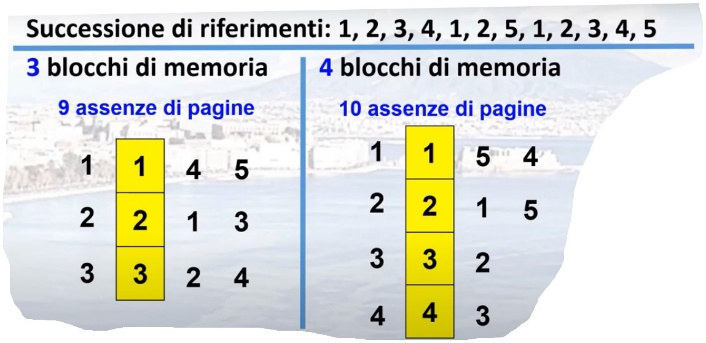 Successione di riferimenti: 1, 2, 3, 4, 1, 2, 5, 1, 2, 3, 4, 5
3 blocchi di memoria
9 assenze di pagine
1 1 4 5
2 2 1 3
3 3 2 4
4 blocchi di memoria
10 assenze di pagine
1 1 5 4
2 2 1 5
3 3 2
4 4 3